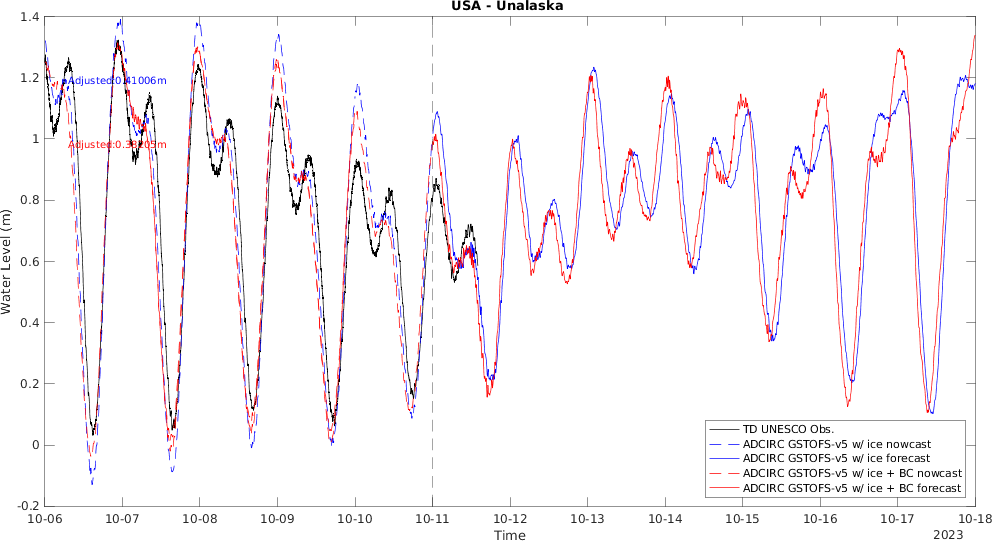 USA - Unalaska
1.4
1.2
1
0.8
0.6
0.4
0.2
0
-0.2
Water Level (m)
Adjusted:0.41006m
Adjusted:0.38205m
TD UNESCO Obs.
ADCIRC GSTOFS-v5 w/ ice nowcast
ADCIRC GSTOFS-v5 w/ ice forecast
ADCIRC GSTOFS-v5 w/ ice + BC nowcast
ADCIRC GSTOFS-v5 w/ ice + BC forecast
10-06 10-07 10-08 10-09 10-10 10-11 10-12 10-13 10-14 10-15 10-16 10-17 10-18
Time
2023